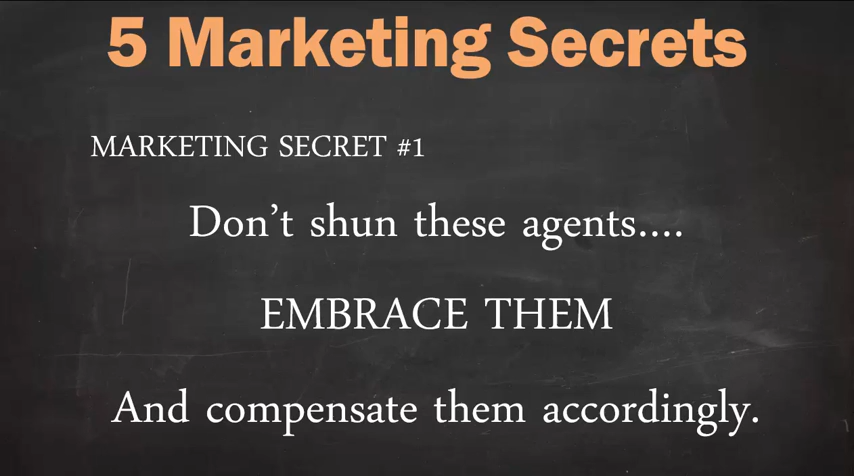 5 Marketing Secrets
MARKETING SECRET #1
Don’t shun these agents....
EMBRACE THEM
And compensate them accordingly.